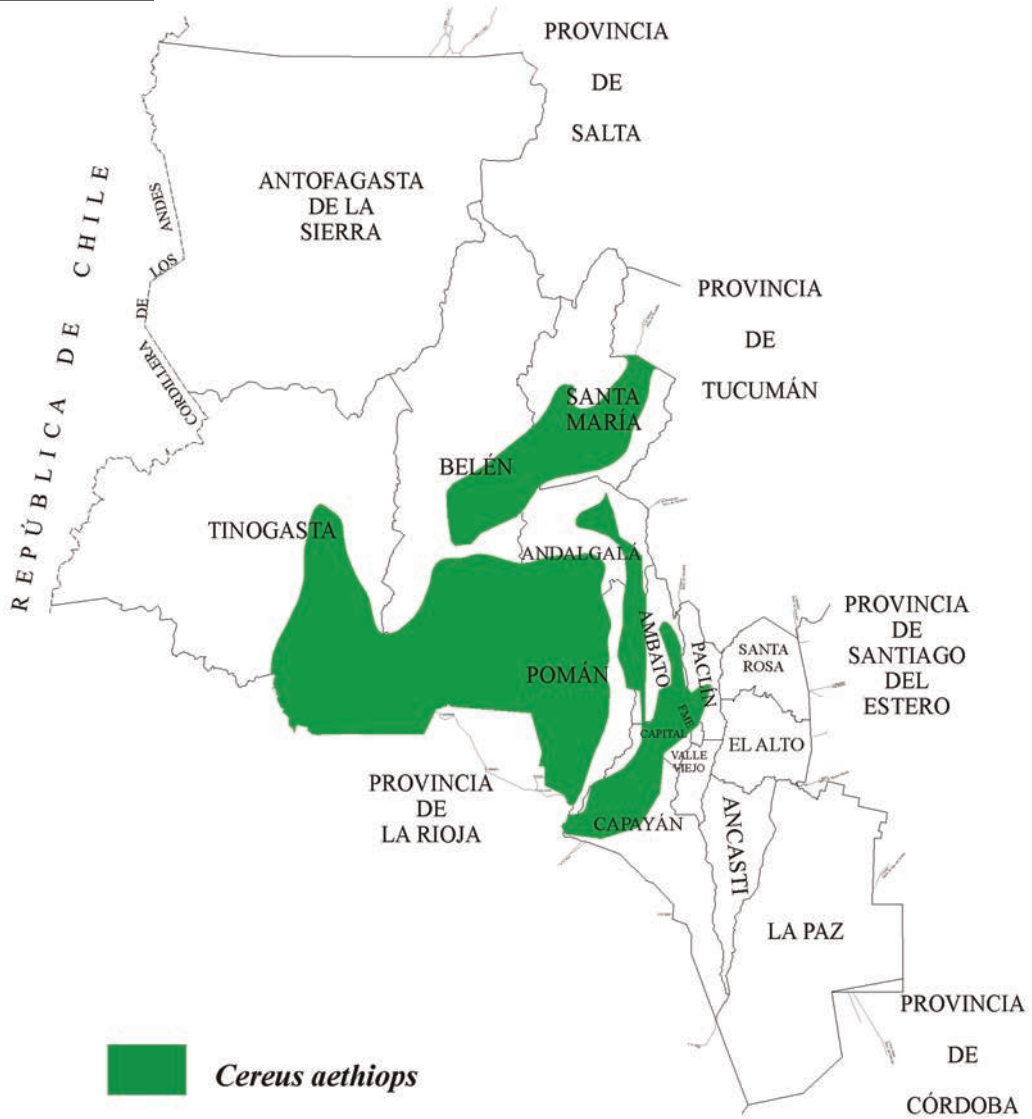 PROVINCIA
DE
SALTA
ANTOFAGASTA
DE LA
SIERRA
REPÚBLICA DE CHILE
CORDILLERA DE LOS ANDES
PROVINCIA
DE
TUCUMÁN
SANTA
MARÍA
BELÉN
TINOGASTA
ANDALGALÁ
AMBATO
PACLÍN
PROVINCIA
DE
SANTIAGO
DEL
ESTERO
SANTA
ROSA
POMÁN
FME
CAPITAL
VALLE
VIEJO
EL ALTO
PROVINCIA
DE
LA RIOJA
CAPAYÁN
ANCASTI
LA PAZ
PROVINCIA
DE
CÓRDOBA
Cereus aethiops